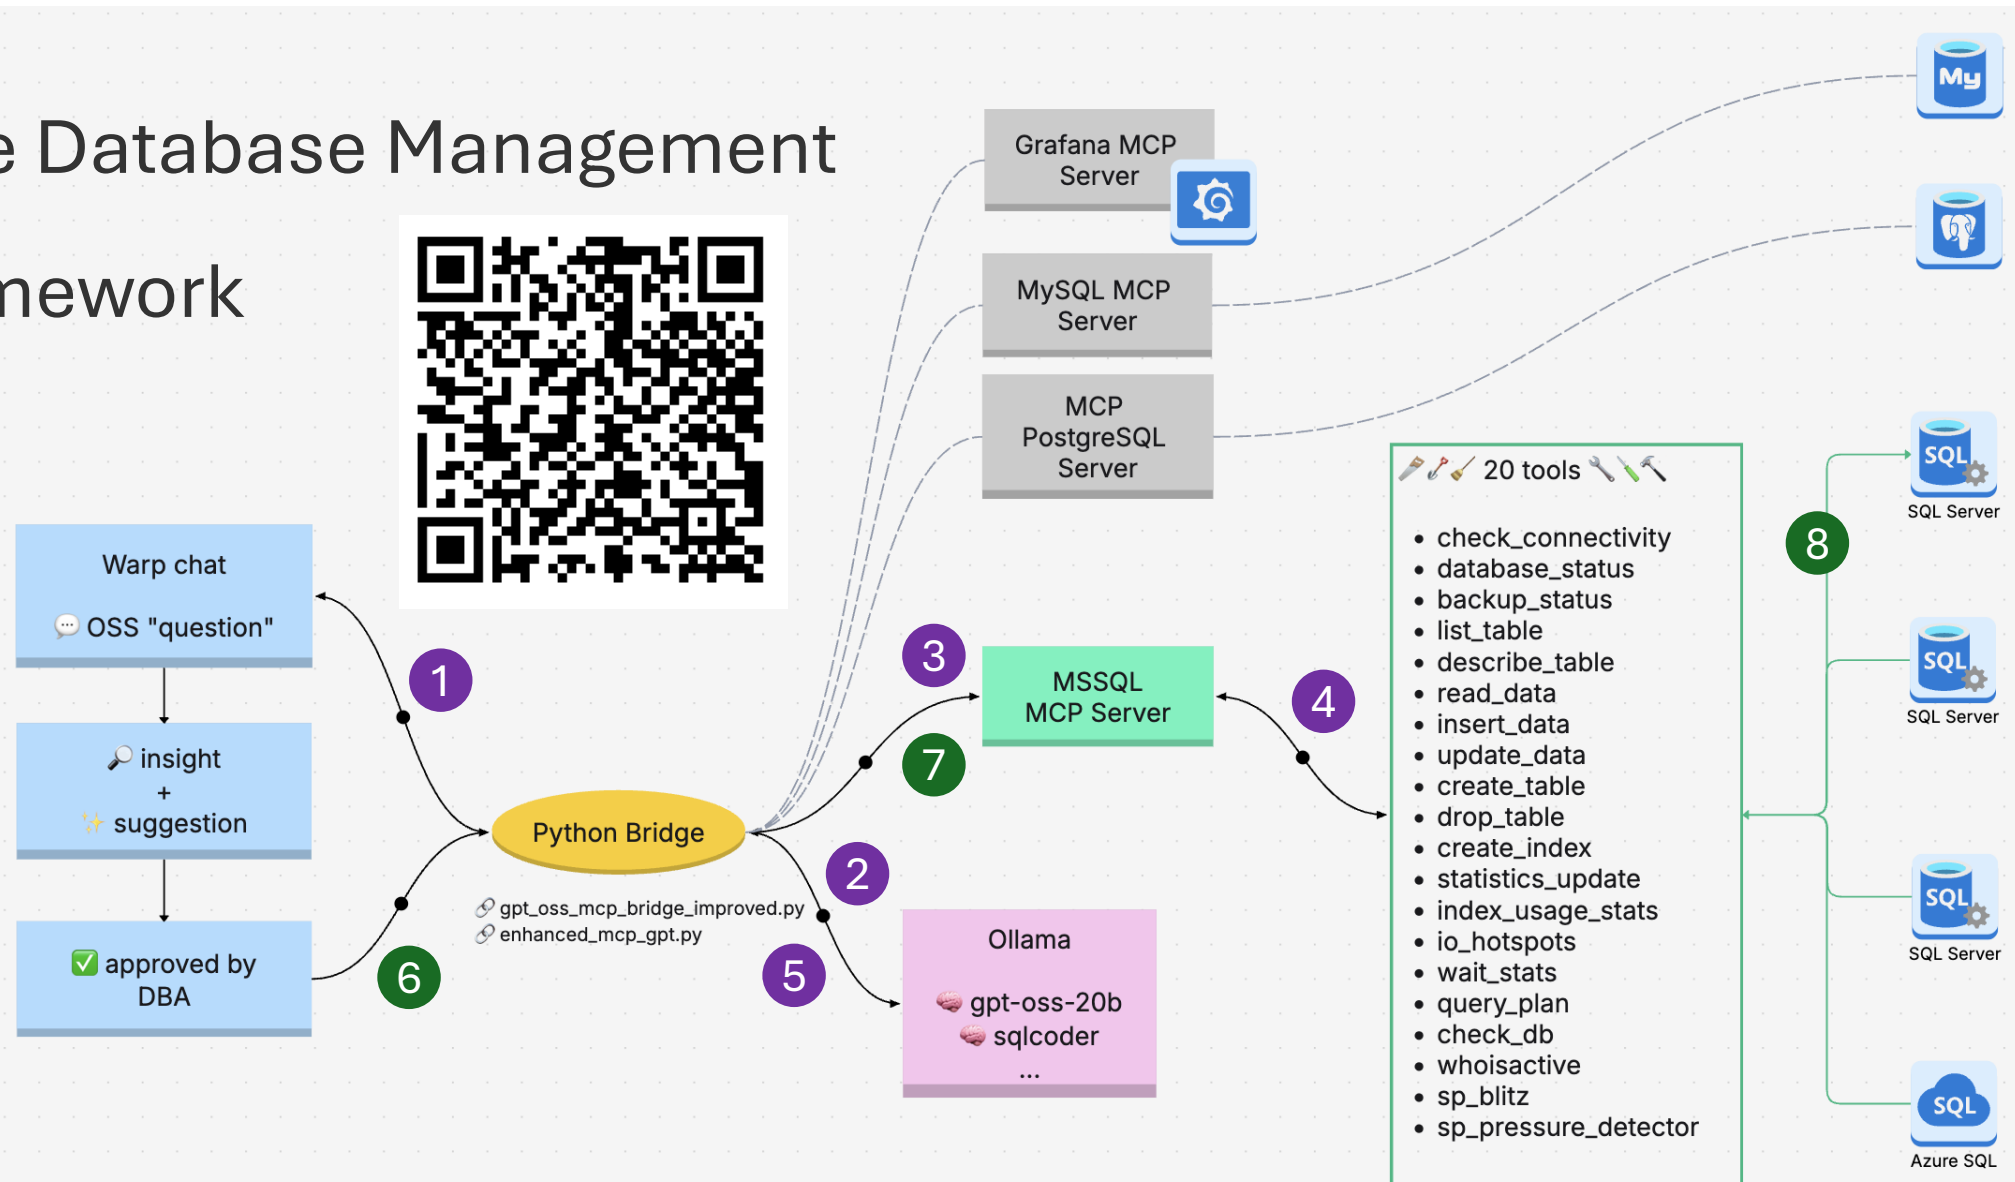 e Database Management
mework
Warp chat
💬 OSS "question"
🔎 insight
+
✨ suggestion
✅ approved by
DBA
1
6
Python Bridge
🔗 gpt_oss_mcp_bridge_improved.py
🔗 enhanced_mcp_gpt.py
2
5
Ollama
🧠 gpt-oss-20b
🧠 sqlcoder
...
Grafana MCP
Server
MySQL MCP
Server
MCP
PostgreSQL
Server
3
7
MSSQL
MCP Server
4
20 tools
• check_connectivity
• database_status
• backup_status
• list_table
• describe_table
• read_data
• insert_data
• update_data
• create_table
• drop_table
• create_index
• statistics_update
• index_usage_stats
• io_hotspots
• wait_stats
• query_plan
• check_db
• whoisactive
• sp_blitz
• sp_pressure_detector
8
My
SQL
SQL Server
SQL
SQL Server
SQL
SQL Server
SQL
Azure SQL